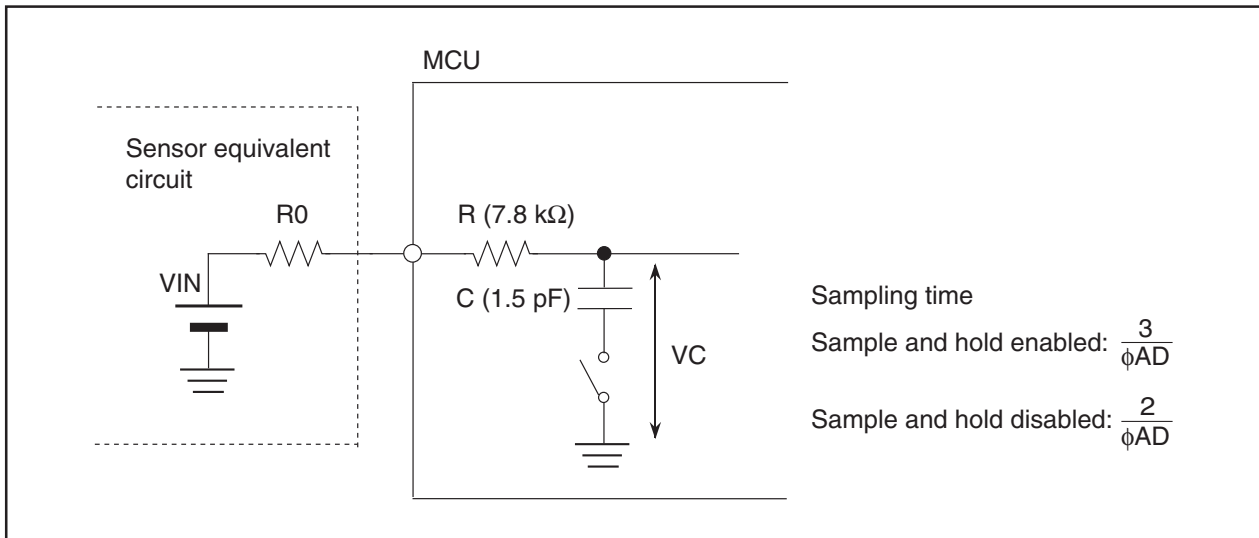 MCU
Sensor equivalent
circuit
R0
R (7.8 kΩ)
VIN
C (1.5 pF)
VC
Sampling time
Sample and hold enabled: 3/ϕAD
Sample and hold disabled: 2/ϕAD